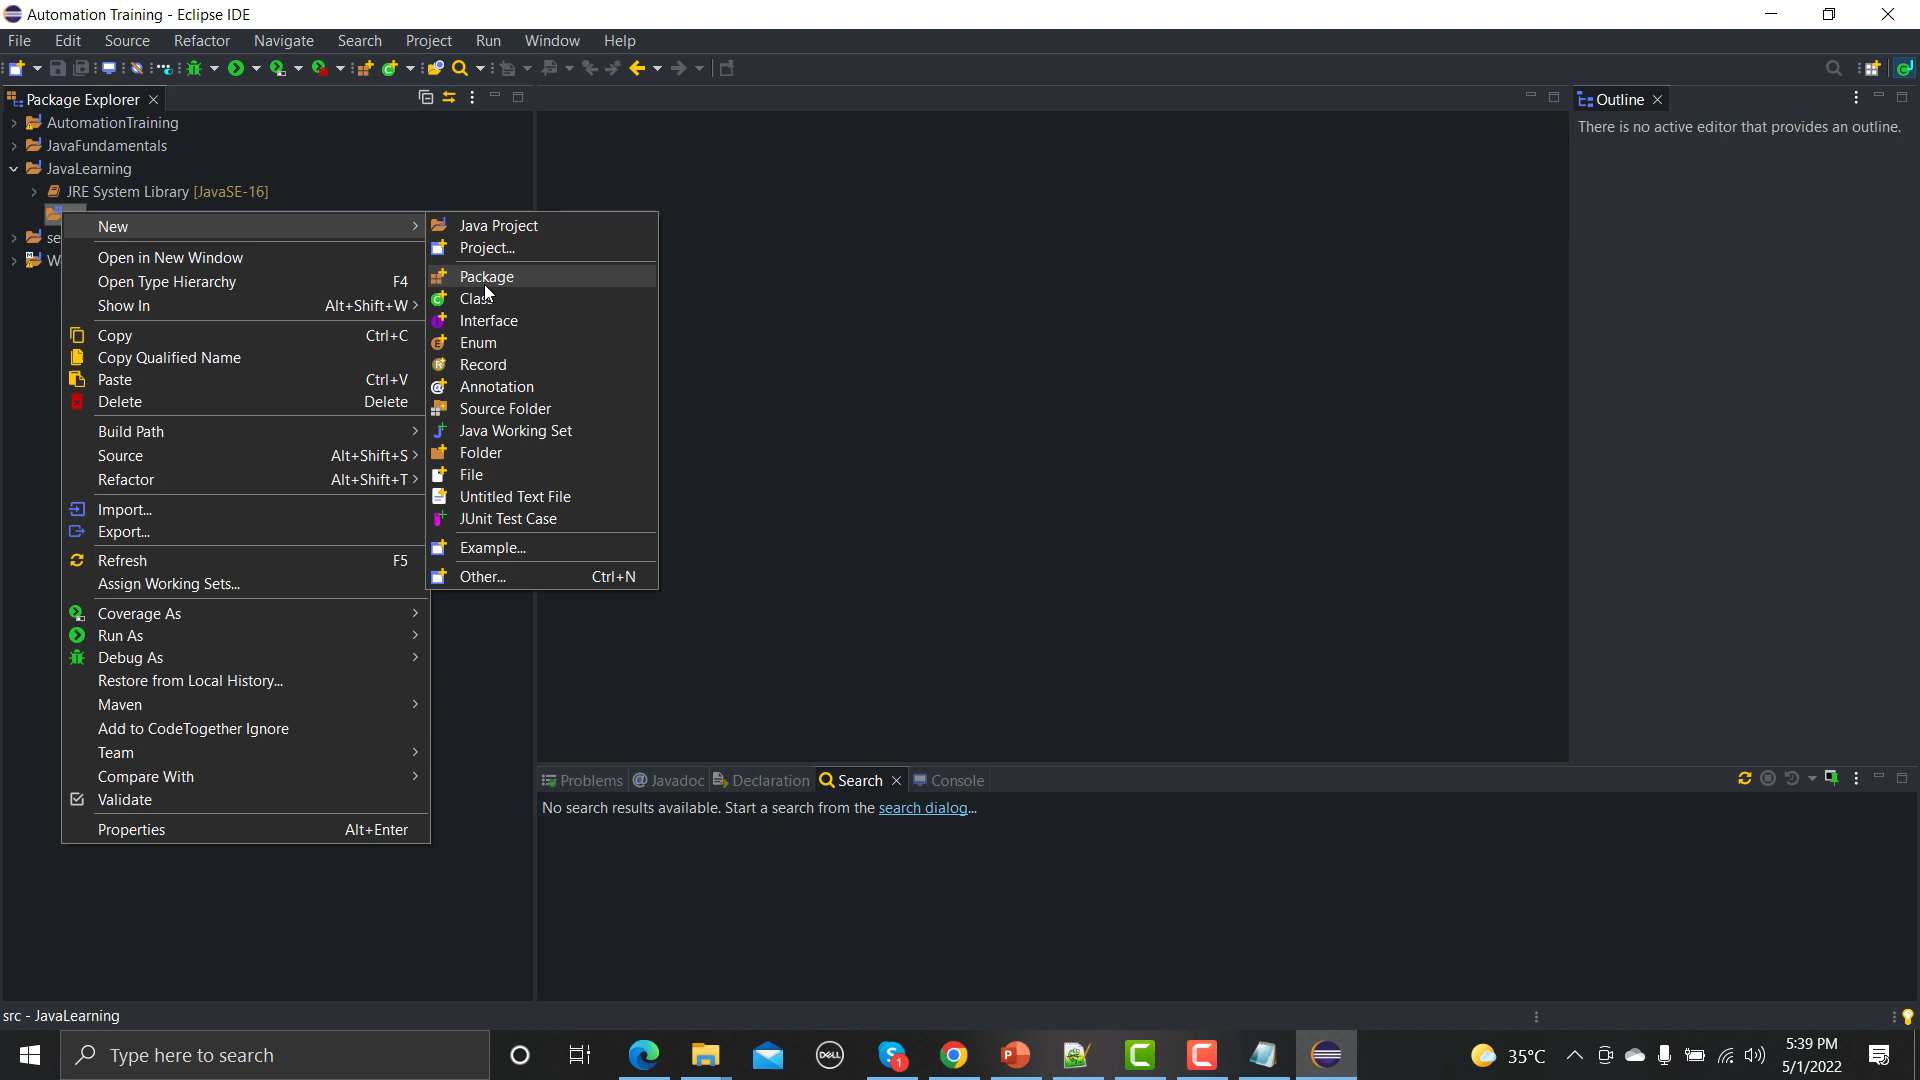 Automation Training - Eclipse IDE
File Edit Source Refactor Navigate Search Project Run Window Help
Package Explorer
Outline
AutomationTraining
JavaFundamentals
JavaLearning
JRE System Library [JavaSE-16]
se
W
There is no active editor that provides an outline.
New
Open in New Window
Open Type Hierarchy F4
Show In Alt+Shift+W
Copy Ctrl+C
Copy Qualified Name
Paste Ctrl+V
Delete Delete
Build Path
Source Alt+Shift+S
Refactor Alt+Shift+T
Import...
Export...
Refresh F5
Assign Working Sets...
Coverage As
Run As
Debug As
Restore from Local History...
Maven
Add to CodeTogether Ignore
Team
Compare With
Validate
Properties Alt+Enter
Java Project
Project...
Package
Class
Interface
Enum
Record
Annotation
Source Folder
Java Working Set
Folder
File
Untitled Text File
JUnit Test Case
Example...
Other... Ctrl+N
Problems Javadoc Declaration Search Console
No search results available. Start a search from the search dialog...
src - JavaLearning
Type here to search
DELL
1
35°C
5:39 PM
5/1/2022